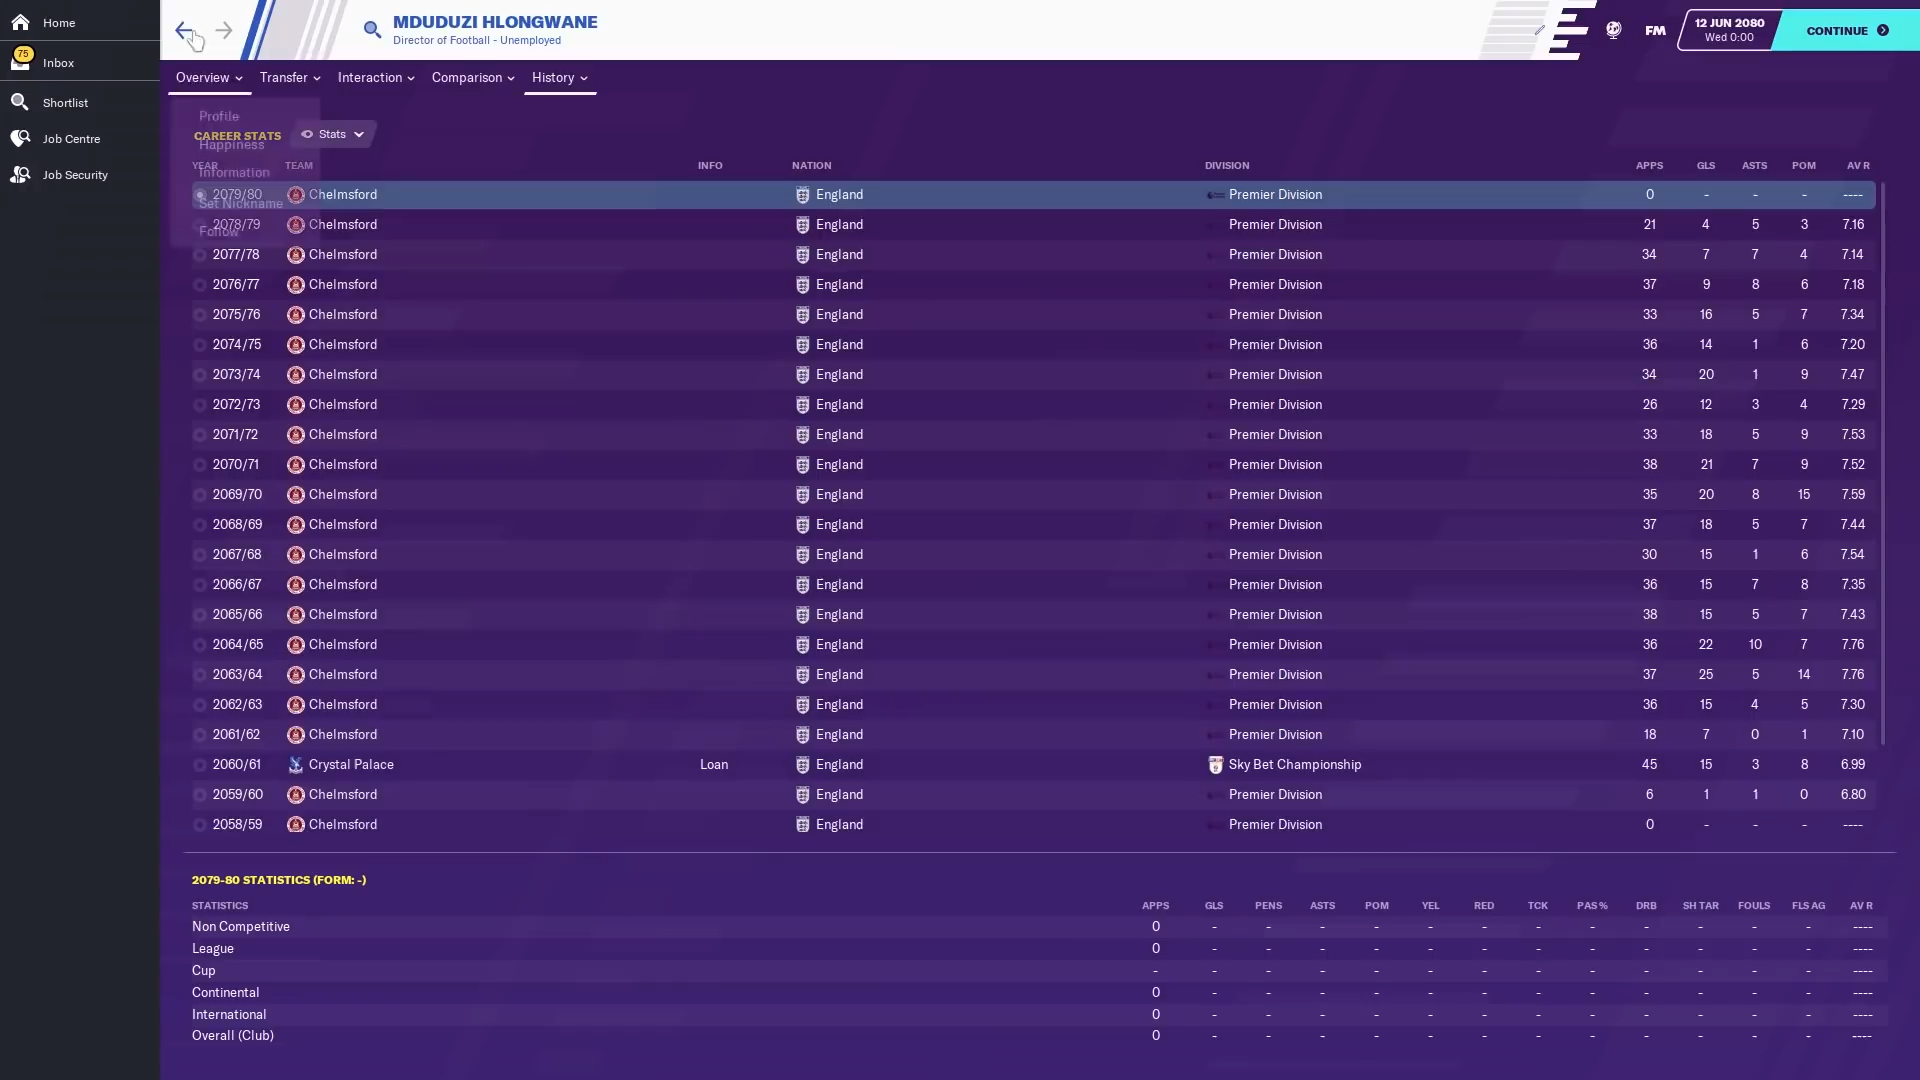 Home
75
Inbox
Shortlist
Job Centre
Job Security
MDUDUZI HLONGWANE
Director of Football - Unemployed
FM
12 JUN 2080
Wed 0:00
CONTINUE
Overview Transfer Interaction Comparison History
Profile
Happiness
Information
Set Nickname
Follow
CAREER STATS Stats
YEAR TEAM INFO NATION DIVISION APPS GLS ASTS POM AV R
2079/80 Chelmsford England Premier Division 0 - - - ----
2078/79 Chelmsford England Premier Division 21 4 5 3 7.16
2077/78 Chelmsford England Premier Division 34 7 7 4 7.14
2076/77 Chelmsford England Premier Division 37 9 8 6 7.18
2075/76 Chelmsford England Premier Division 33 16 5 7 7.34
2074/75 Chelmsford England Premier Division 36 14 1 6 7.20
2073/74 Chelmsford England Premier Division 34 20 1 9 7.47
2072/73 Chelmsford England Premier Division 26 12 3 4 7.29
2071/72 Chelmsford England Premier Division 33 18 5 9 7.53
2070/71 Chelmsford England Premier Division 38 21 7 9 7.52
2069/70 Chelmsford England Premier Division 35 20 8 15 7.59
2068/69 Chelmsford England Premier Division 37 18 5 7 7.44
2067/68 Chelmsford England Premier Division 30 15 1 6 7.54
2066/67 Chelmsford England Premier Division 36 15 7 8 7.35
2065/66 Chelmsford England Premier Division 38 15 5 7 7.43
2064/65 Chelmsford England Premier Division 36 22 10 7 7.76
2063/64 Chelmsford England Premier Division 37 25 5 14 7.76
2062/63 Chelmsford England Premier Division 36 15 4 5 7.30
2061/62 Chelmsford England Premier Division 18 7 0 1 7.10
2060/61 Crystal Palace Loan England Sky Bet Championship 45 15 3 8 6.99
2059/60 Chelmsford England Premier Division 6 1 1 0 6.80
2058/59 Chelmsford England Premier Division 0 - - - ----
2079-80 STATISTICS (FORM: -)
STATISTICS APPS GLS PENS ASTS POM YEL RED TCK PAS % DRB SH TAR FOULS FLS AG AV R
Non Competitive 0 - - - - - - - - - - - - ----
League 0 - - - - - - - - - - - - ----
Cup - - - - - - - - - - - - - ----
Continental 0 - - - - - - - - - - - - ----
International 0 - - - - - - - - - - - - ----
Overall (Club) 0 - - - - - - - - - - - - ----